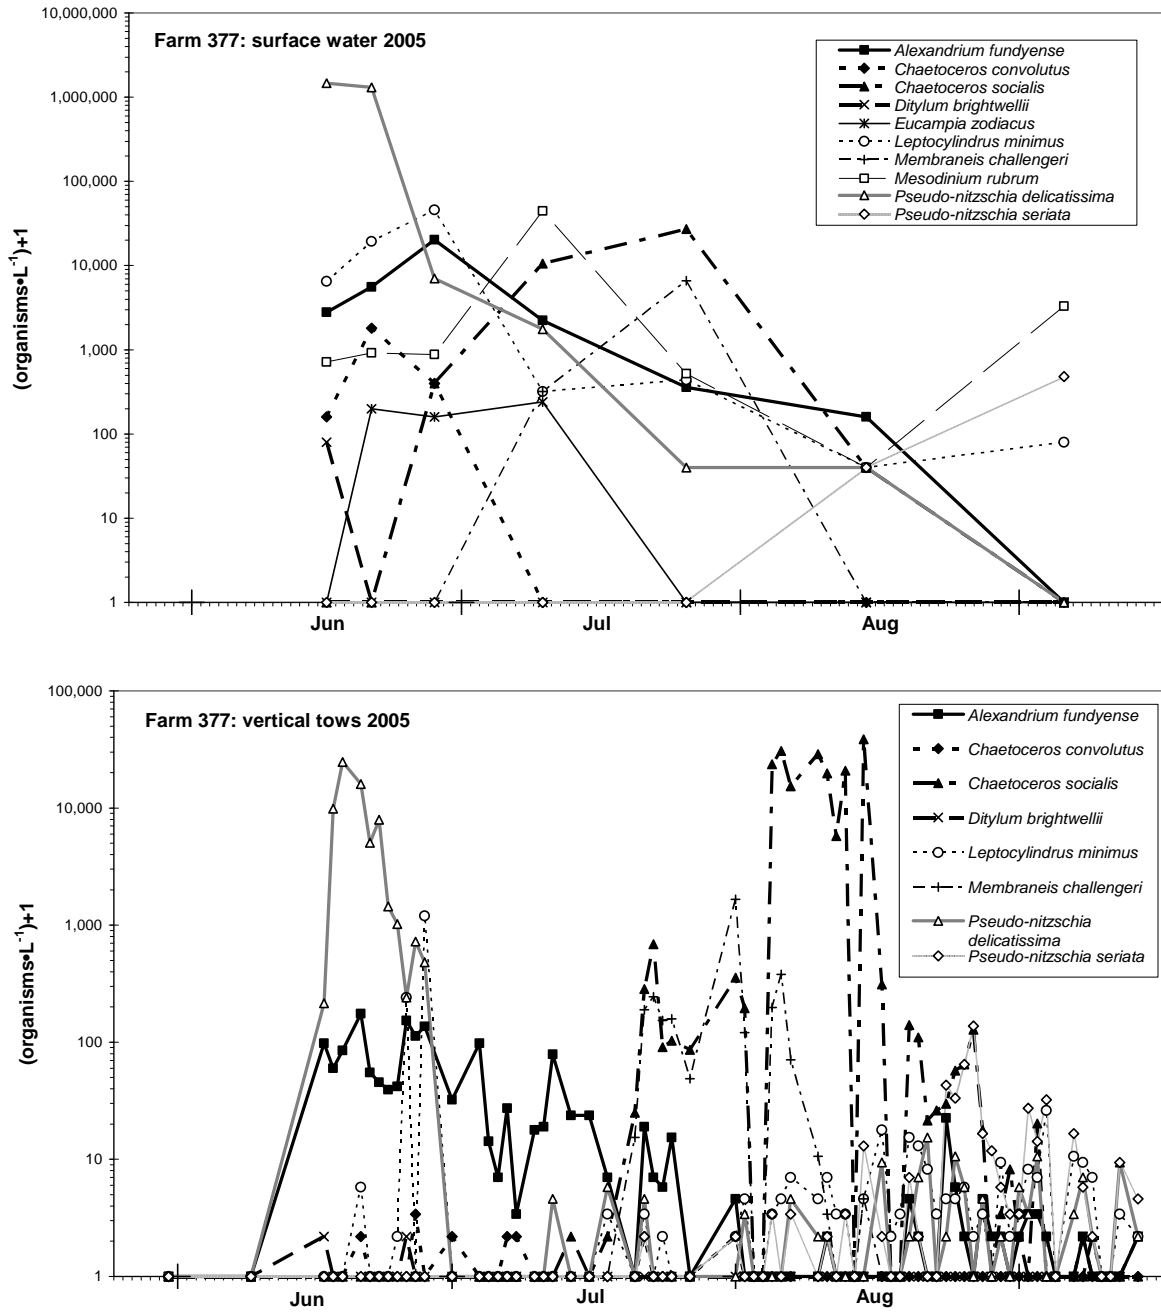 Farm 377: surface water 2005
(organisms•L⁻¹)+1
10,000,000
1,000,000
100,000
10,000
1,000
100
10
1
Alexandrium fundyense
Chaetoceros convolutus
Chaetoceros socialis
Ditylum brightwellii
Eucampia zodiacus
Leptocylindrus minimus
Membraneis challengeri
Mesodinium rubrum
Pseudo-nitzschia delicatissima
Pseudo-nitzschia seriata
Jun
Jul
Aug
Farm 377: vertical tows 2005
(organisms•L⁻¹)+1
100,000
10,000
1,000
100
10
1
Alexandrium fundyense
Chaetoceros convolutus
Chaetoceros socialis
Ditylum brightwellii
Leptocylindrus minimus
Membraneis challengeri
Pseudo-nitzschia
delicatissima
Pseudo-nitzschia seriata
Jun
Jul
Aug